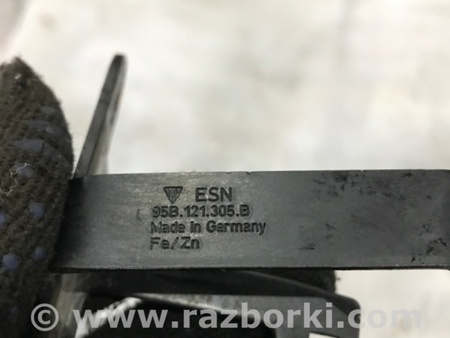 ESN
95B.121.305.B
Made in Germany
Fe/Zn
© www.razborki.com